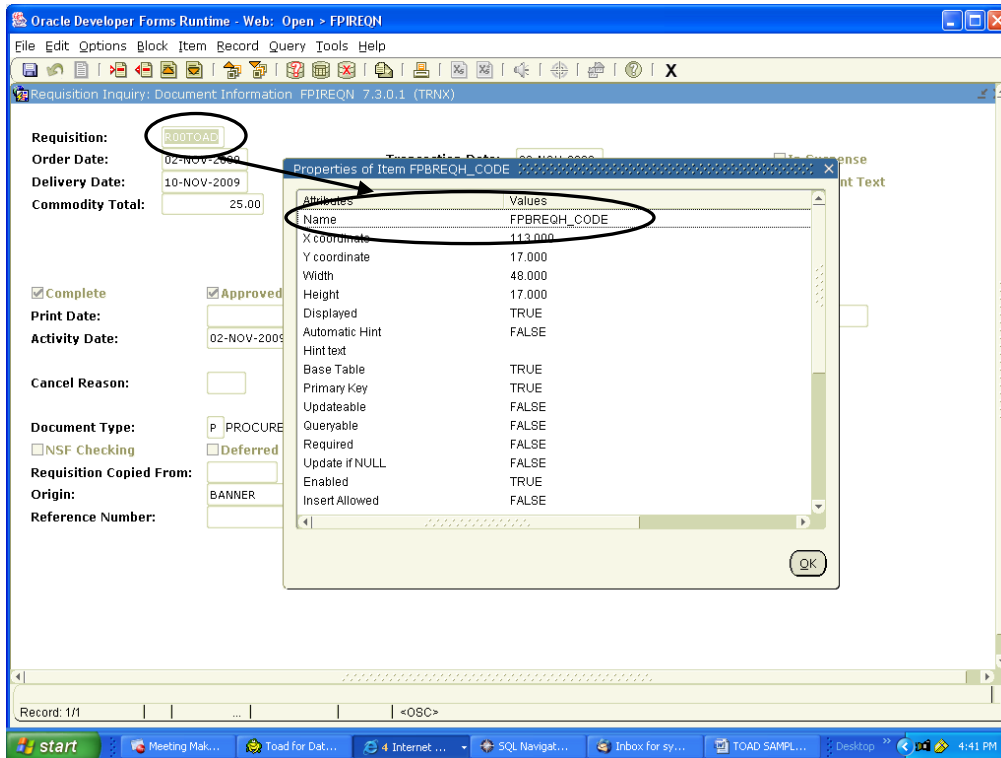 Oracle Developer Forms Runtime - Web: Open > FPIREQN
File Edit Options Block Item Record Query Tools Help
X
Requisition Inquiry: Document Information FPIREQN 7.3.0.1 (TRNX)
Requisition: R00TOAD
Order Date: 02-NOV-2009 Transaction Date:
Delivery Date: 10-NOV-2009 nt Text
Commodity Total: 25.00
Properties of Item FPBREQH_CODE
Attributes Values
Name FPBREQH_CODE
X coordinate 113.000
Y coordinate 17.000
Width 48.000
Height 17.000
Displayed TRUE
Automatic Hint FALSE
Hint text
Base Table TRUE
Primary Key TRUE
Updateable FALSE
Queryable FALSE
Required FALSE
Update if NULL FALSE
Enabled TRUE
Insert Allowed FALSE
OK
Complete Approved
Print Date:
Activity Date: 02-NOV-2009
Cancel Reason:
Document Type: P PROCURE
NSF Checking Deferred
Requisition Copied From:
Origin: BANNER
Reference Number:
Record: 1/1 ... <OSC>
start Meeting Mak... Toad for Dat... 4 Internet ... SQL Navigat... Inbox for sy... TOAD SAMPL... Desktop » 4:41 PM